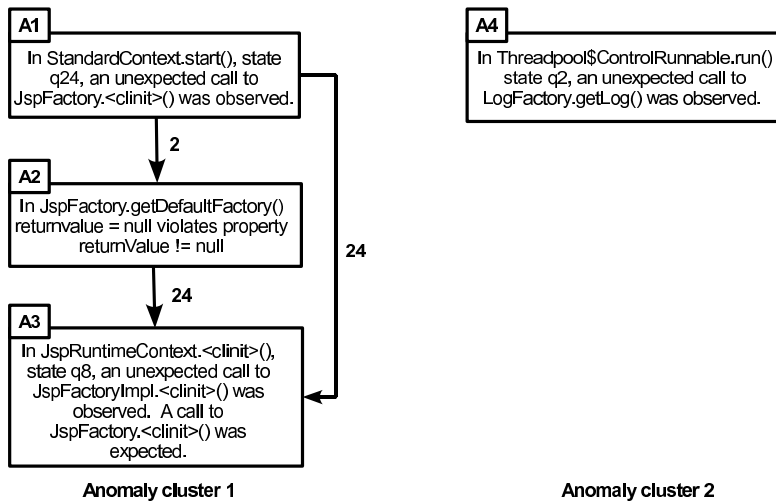 A1
In StandardContext.start(), state
q24, an unexpected call to
JspFactory.<clinit>() was observed.
2
A2
In JspFactory.getDefaultFactory()
returnvalue = null violates property
returnValue != null
24
24
A3
In JspRuntimeContext.<clinit>(),
state q8, an unexpected call to
JspFactoryImpl.<clinit>() was
observed. A call to
JspFactory.<clinit>() was
expected.
Anomaly cluster 1
A4
In Threadpool$ControlRunnable.run()
state q2, an unexpected call to
LogFactory.getLog() was observed.
Anomaly cluster 2